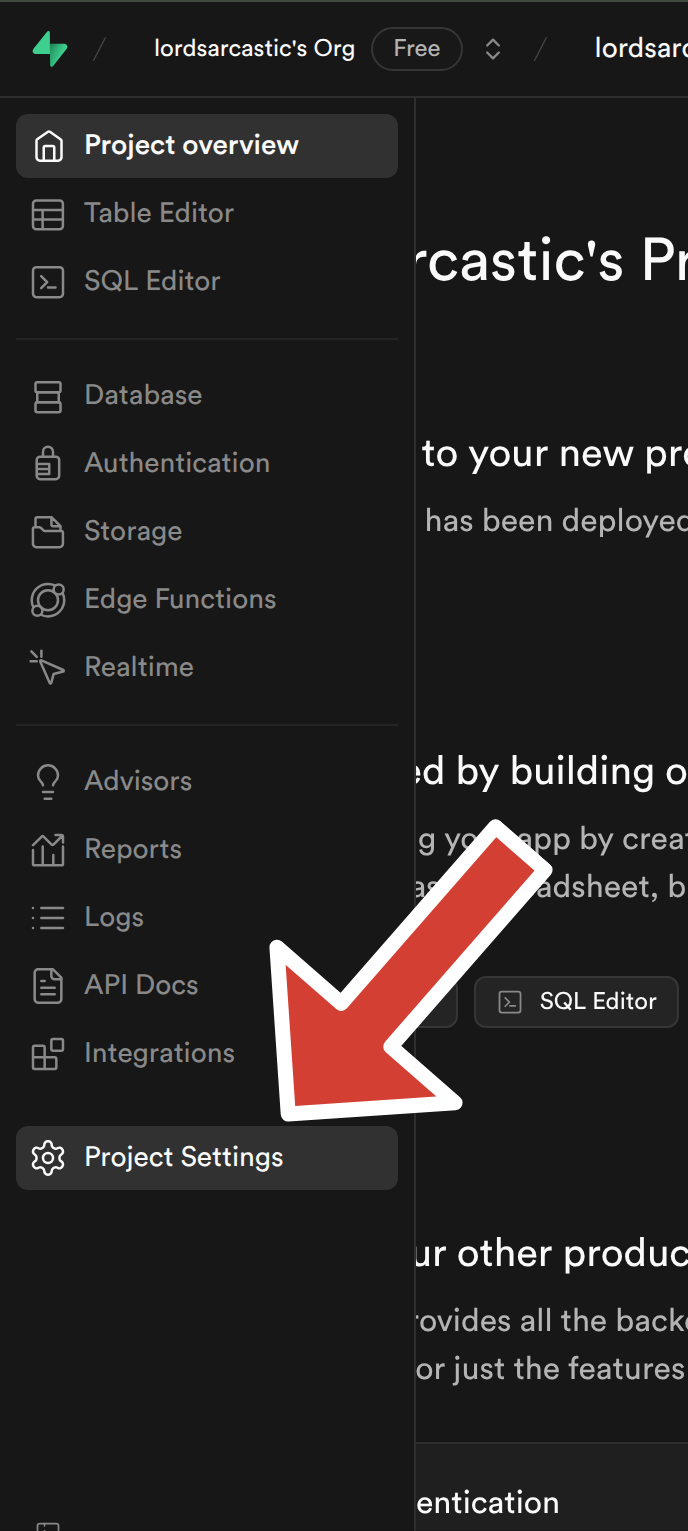 lordsarcastic's Org Free lordsarc
Project overview
Table Editor
SQL Editor
Database
Authentication
Storage
Edge Functions
Realtime
Advisors
Reports
Logs
API Docs
Integrations
Project Settings
rcastic's Pr
to your new pro
has been deployed
ed by building o
g you app by creat
as adsheet, b
SQL Editor
ur other produc
rovides all the backe
or just the features
entication